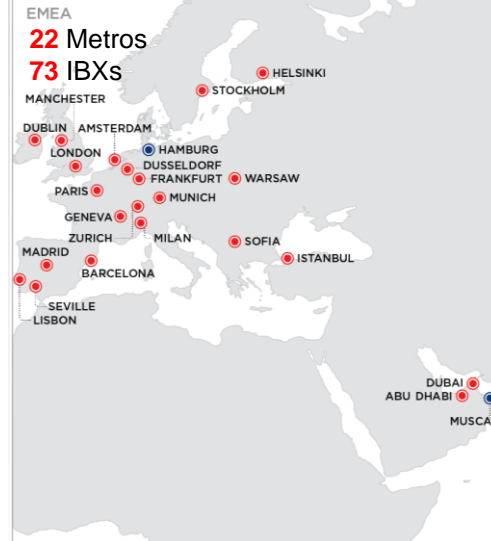 EMEA
22 Metros
73 IBXs
HELSINKI
STOCKHOLM
MANCHESTER
DUBLIN
AMSTERDAM
HAMBURG
LONDON
DUSSELDORF
FRANKFURT
WARSAW
PARIS
MUNICH
GENEVA
ZURICH
MILAN
SOFIA
MADRID
ISTANBUL
BARCELONA
SEVILLE
LISBON
DUBAI
ABU DHABI
MUSCA